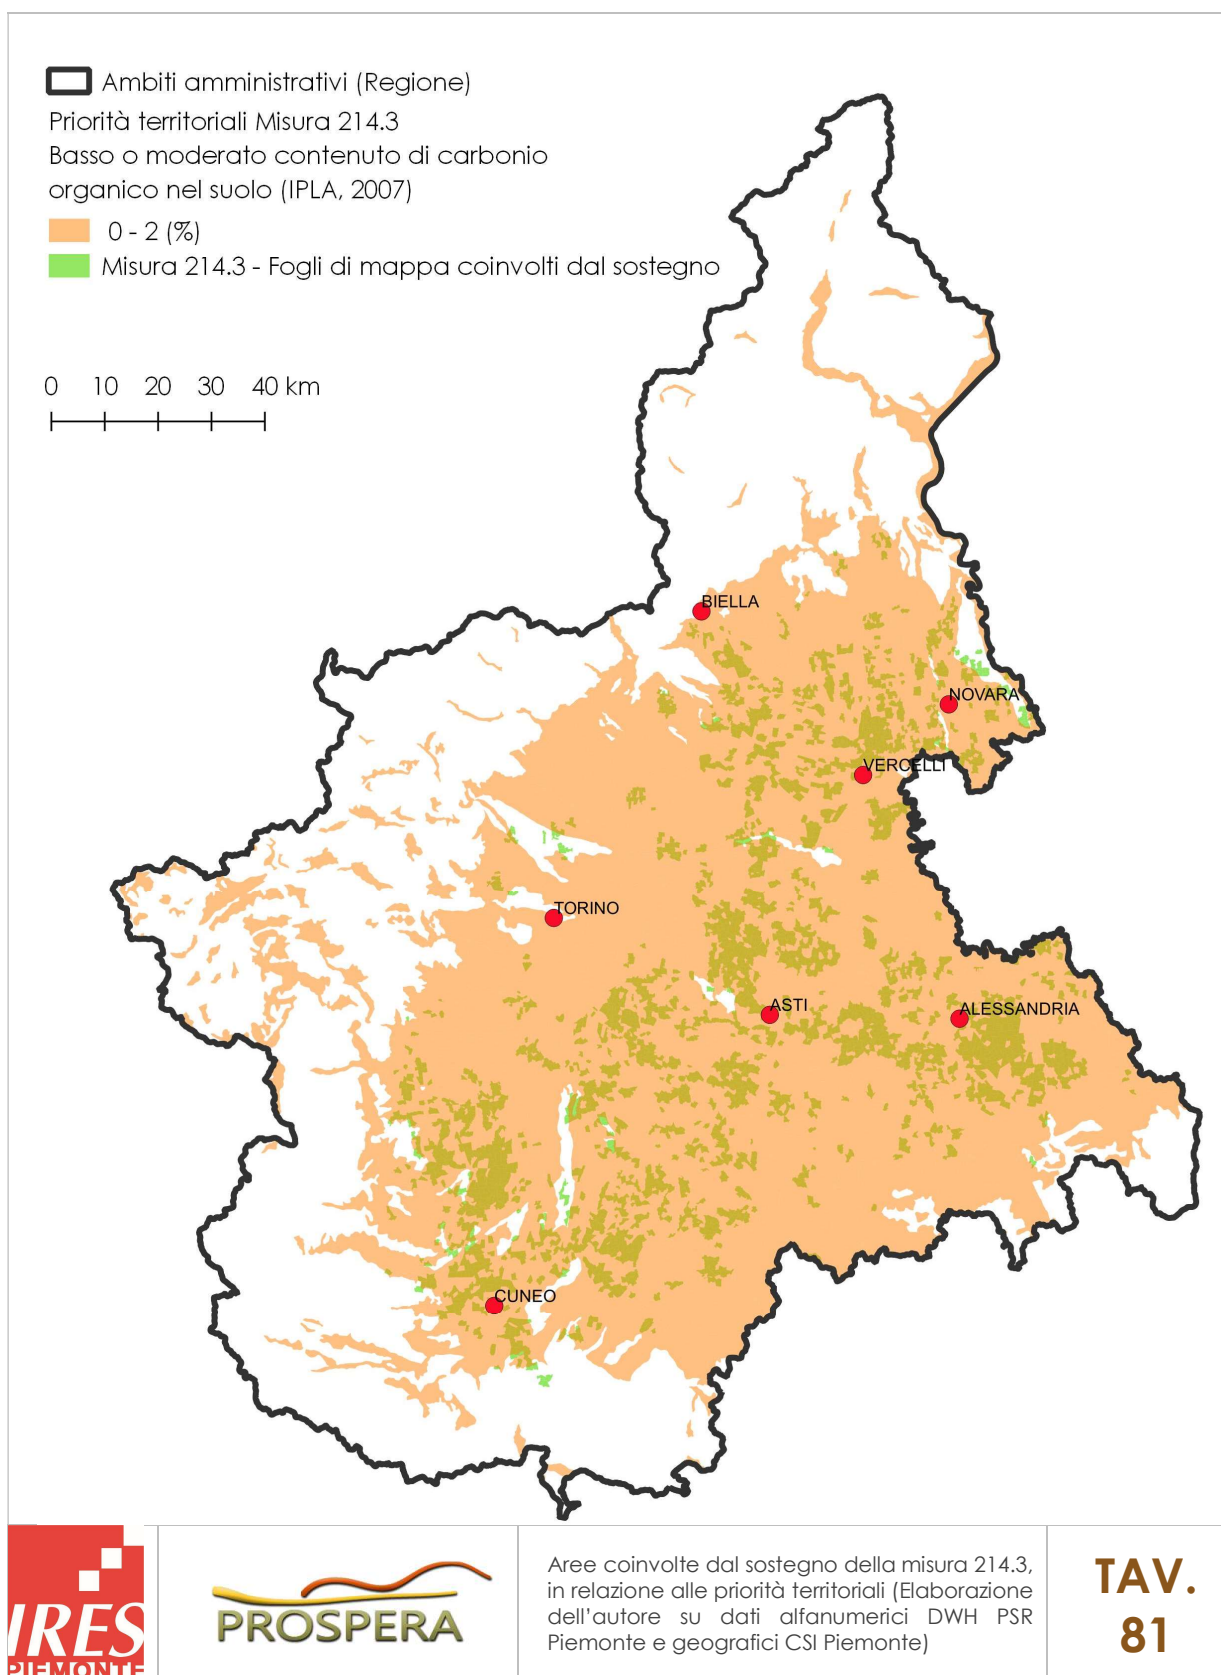 Ambiti amministrativi (Regione)
Priorità territoriali Misura 214.3
Basso o moderato contenuto di carbonio
organico nel suolo (IPLA, 2007)
0 - 2 (%)
Misura 214.3 - Fogli di mappa coinvolti dal sostegno
0 10 20 30 40 km
BIELLA
NOVARA
VERCELLI
TORINO
ASTI
ALESSANDRIA
CUNEO
IRES
PIEMONTE
PROSPERA
Aree coinvolte dal sostegno della misura 214.3,
in relazione alle priorità territoriali (Elaborazione
dell'autore su dati alfanumerici DWH PSR
Piemonte e geografici CSI Piemonte)
TAV.
81